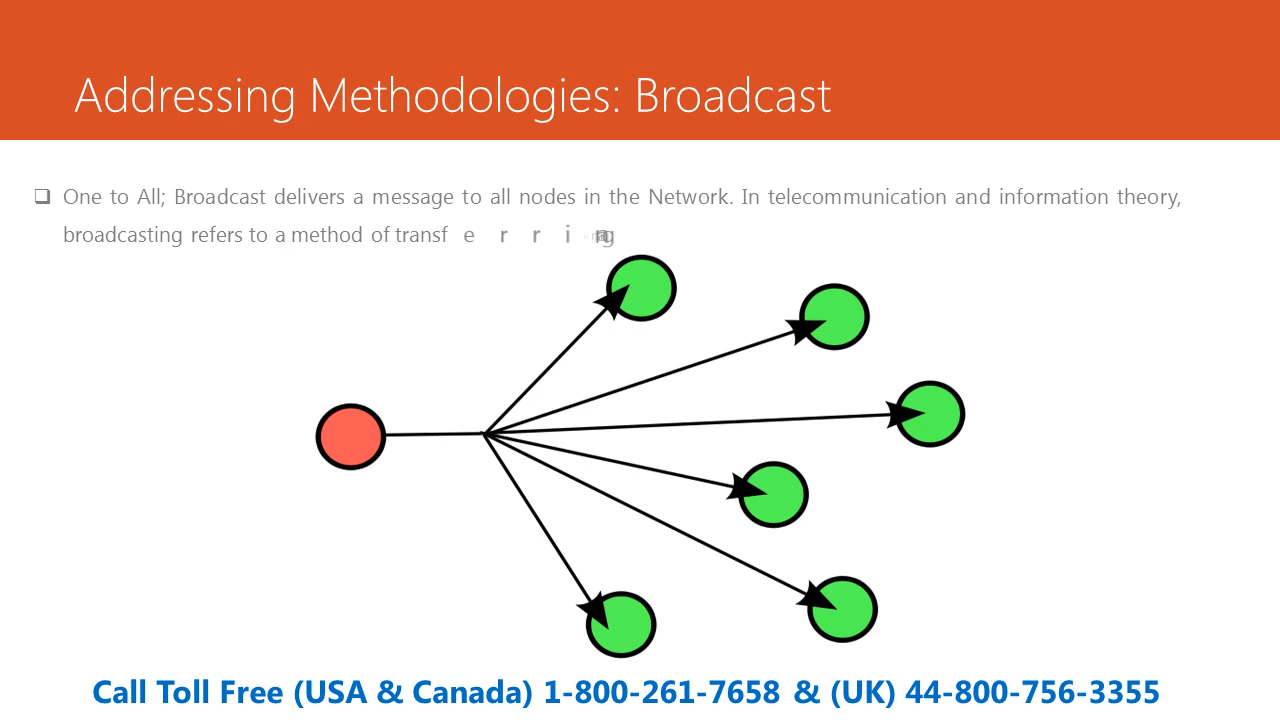 Addressing Methodologies: Broadcast
One to All; Broadcast delivers a message to all nodes in the Network. In telecommunication and information theory,
broadcasting refers to a method of transferring
Call Toll Free (USA & Canada) 1-800-261-7658 & (UK) 44-800-756-3355